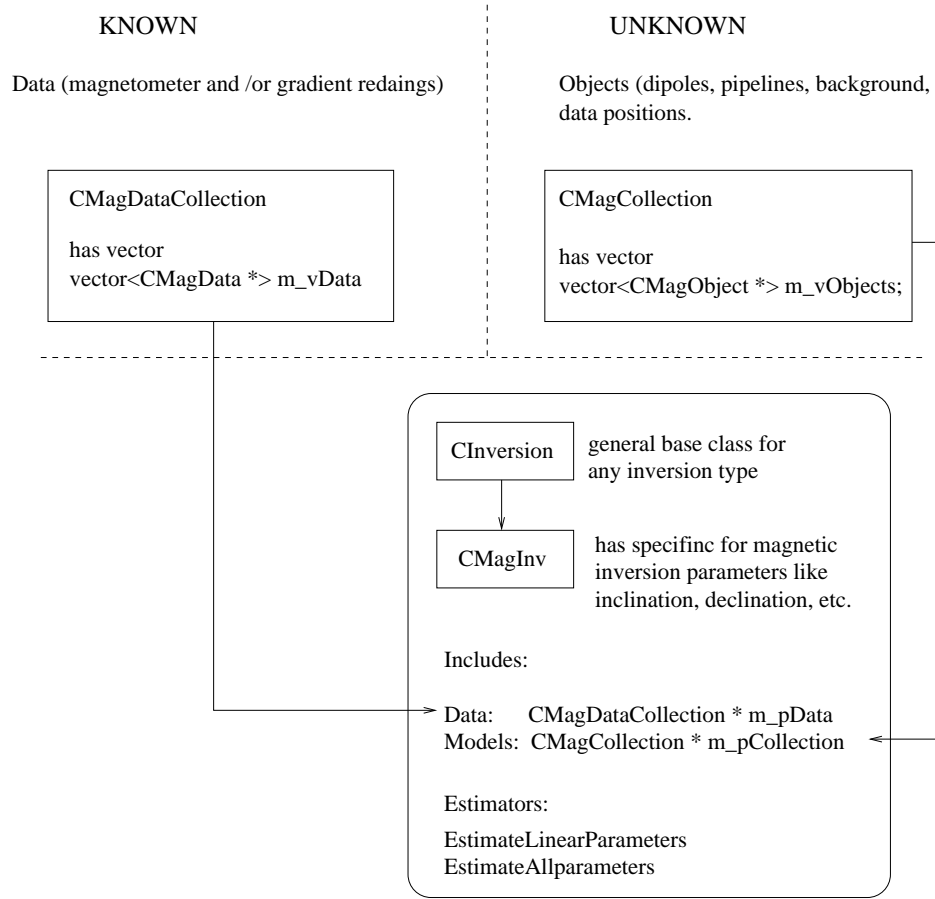 KNOWN
UNKNOWN
Data (magnetometer and /or gradient redaings)
Objects (dipoles, pipelines, background,
data positions.
CMagDataCollection
has vector
vector<CMagData *> m_vData
CMagCollection
has vector
vector<CMagObject *> m_vObjects;
CInversion
general base class for
any inversion type
CMagInv
has specifinc for magnetic
inversion parameters like
inclination, declination, etc.
Includes:
Data: CMagDataCollection * m_pData
Models: CMagCollection * m_pCollection
Estimators:
EstimateLinearParameters
EstimateAllparameters